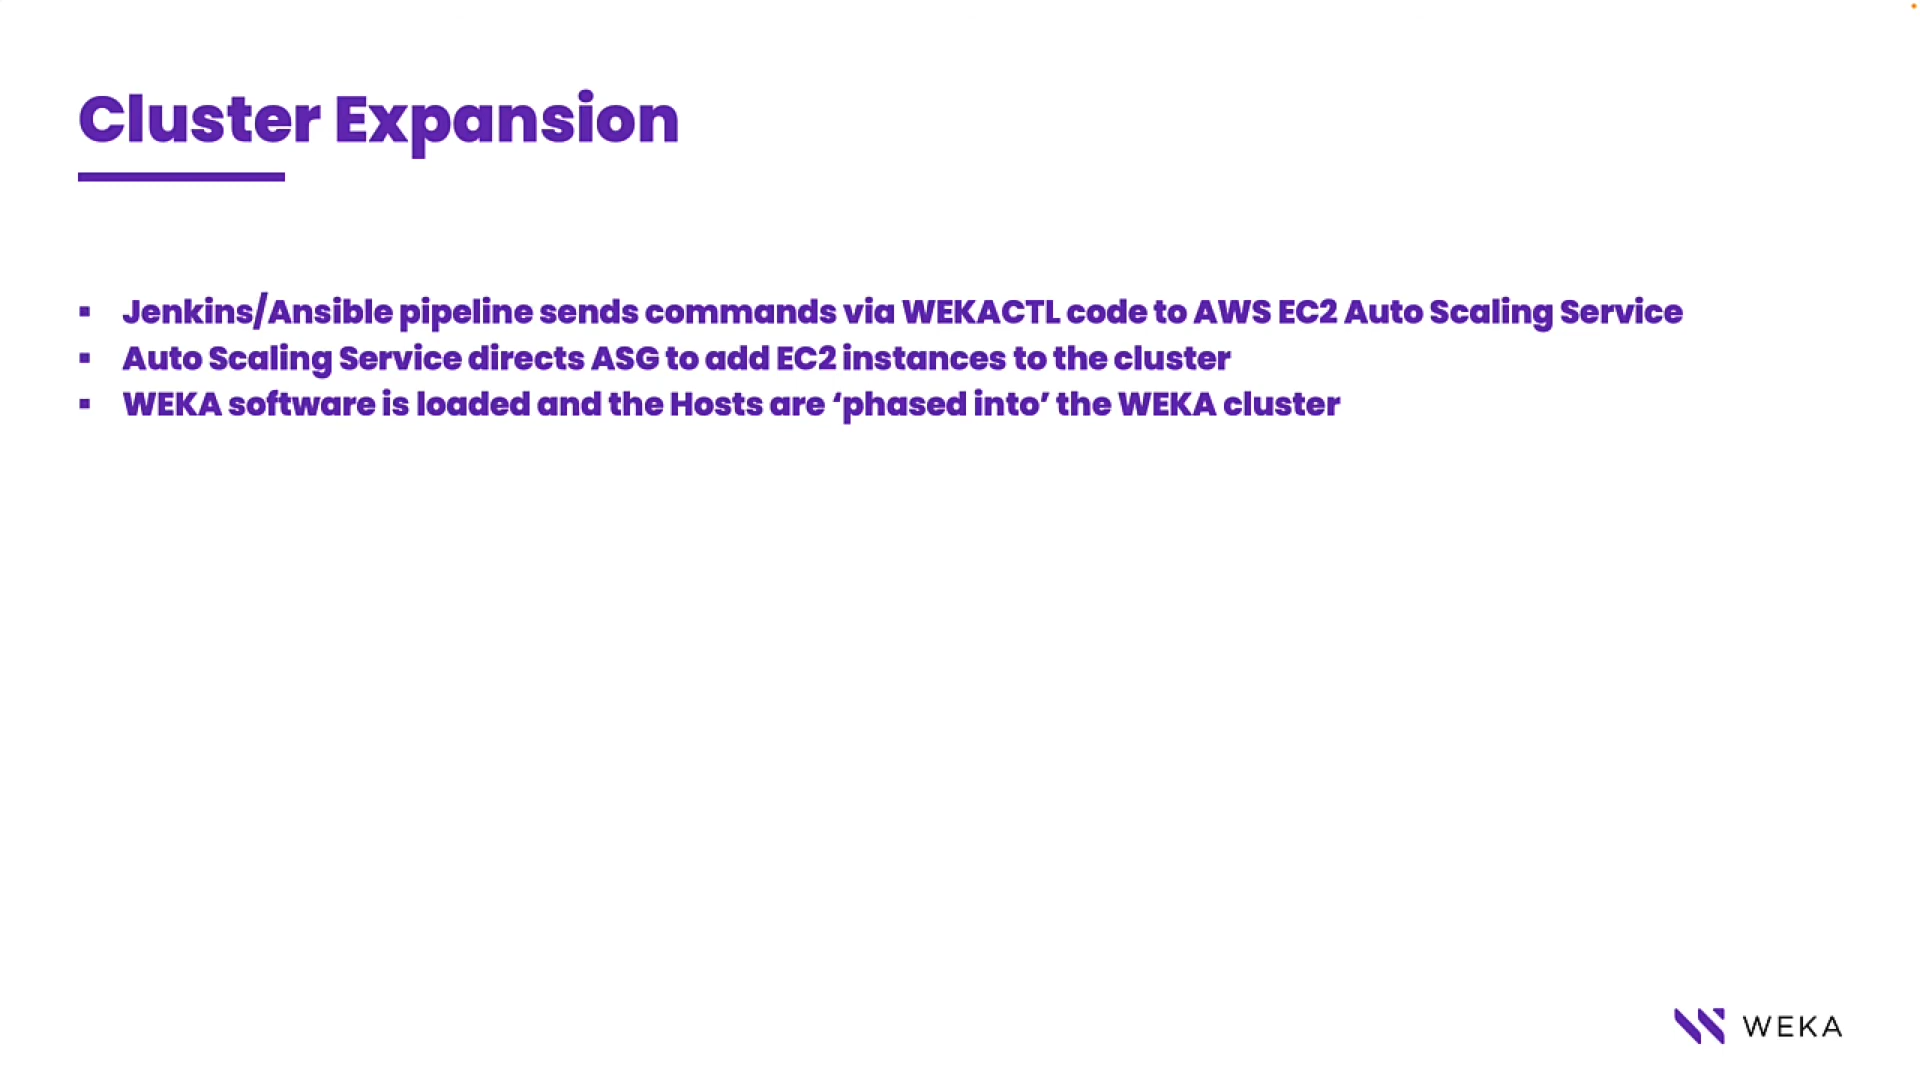 Cluster Expansion
▪ Jenkins/Ansible pipeline sends commands via WEKACTL code to AWS EC2 Auto Scaling Service
▪ Auto Scaling Service directs ASG to add EC2 instances to the cluster
▪ WEKA software is loaded and the Hosts are ‘phased into’ the WEKA cluster
WEKA